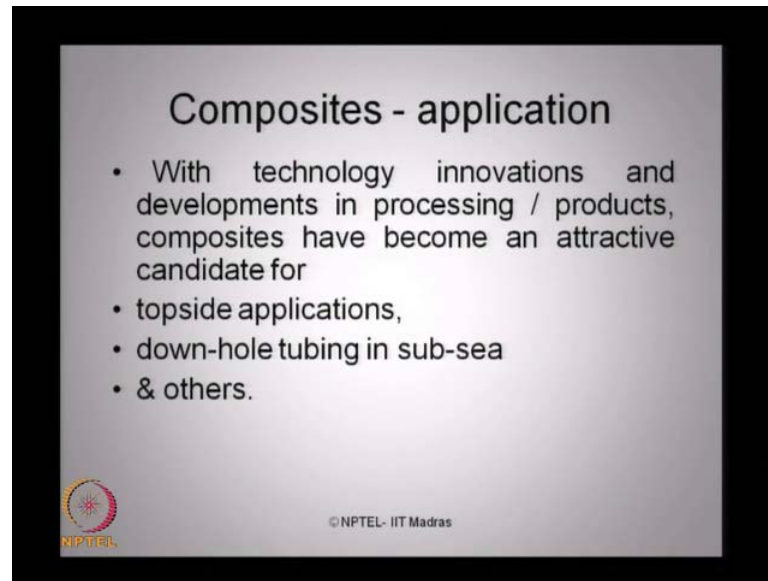 Composites - application
• With technology innovations and
developments in processing / products,
composites have become an attractive
candidate for
• topside applications,
• down-hole tubing in sub-sea
• & others.
© NPTEL- IIT Madras
NPTEL